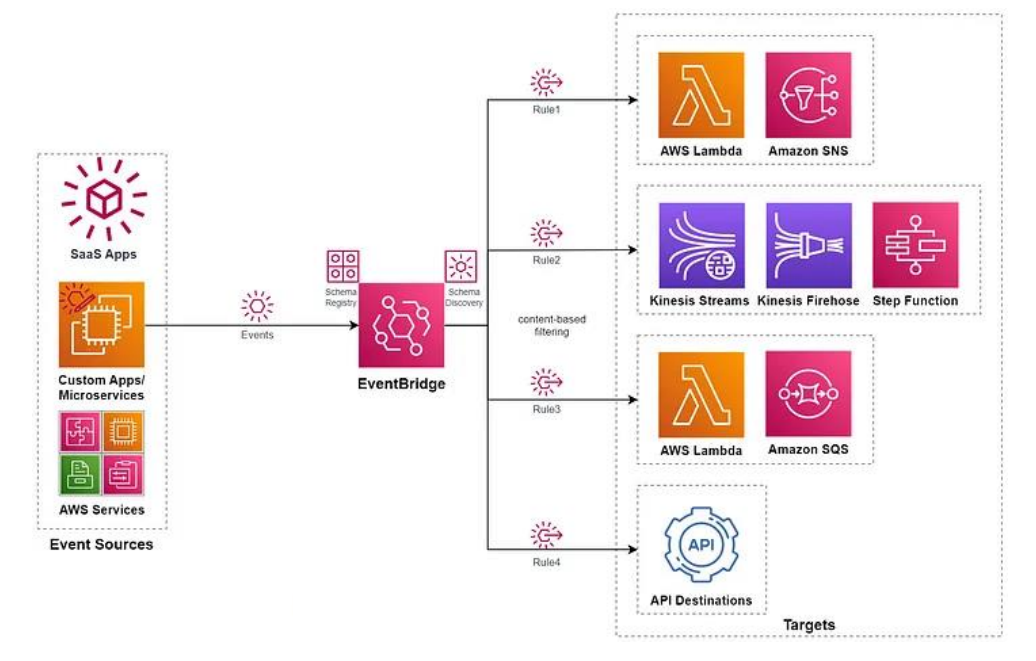 SaaS Apps
Custom Apps/
Microservices
AWS Services
Event Sources
Events
Schema
Registry
Schema
Discovery
EventBridge
content-based
filtering
Rule1
AWS Lambda
Amazon SNS
Rule2
Kinesis Streams
Kinesis Firehose
Step Function
Rule3
AWS Lambda
Amazon SQS
Rule4
API
API Destinations
Targets